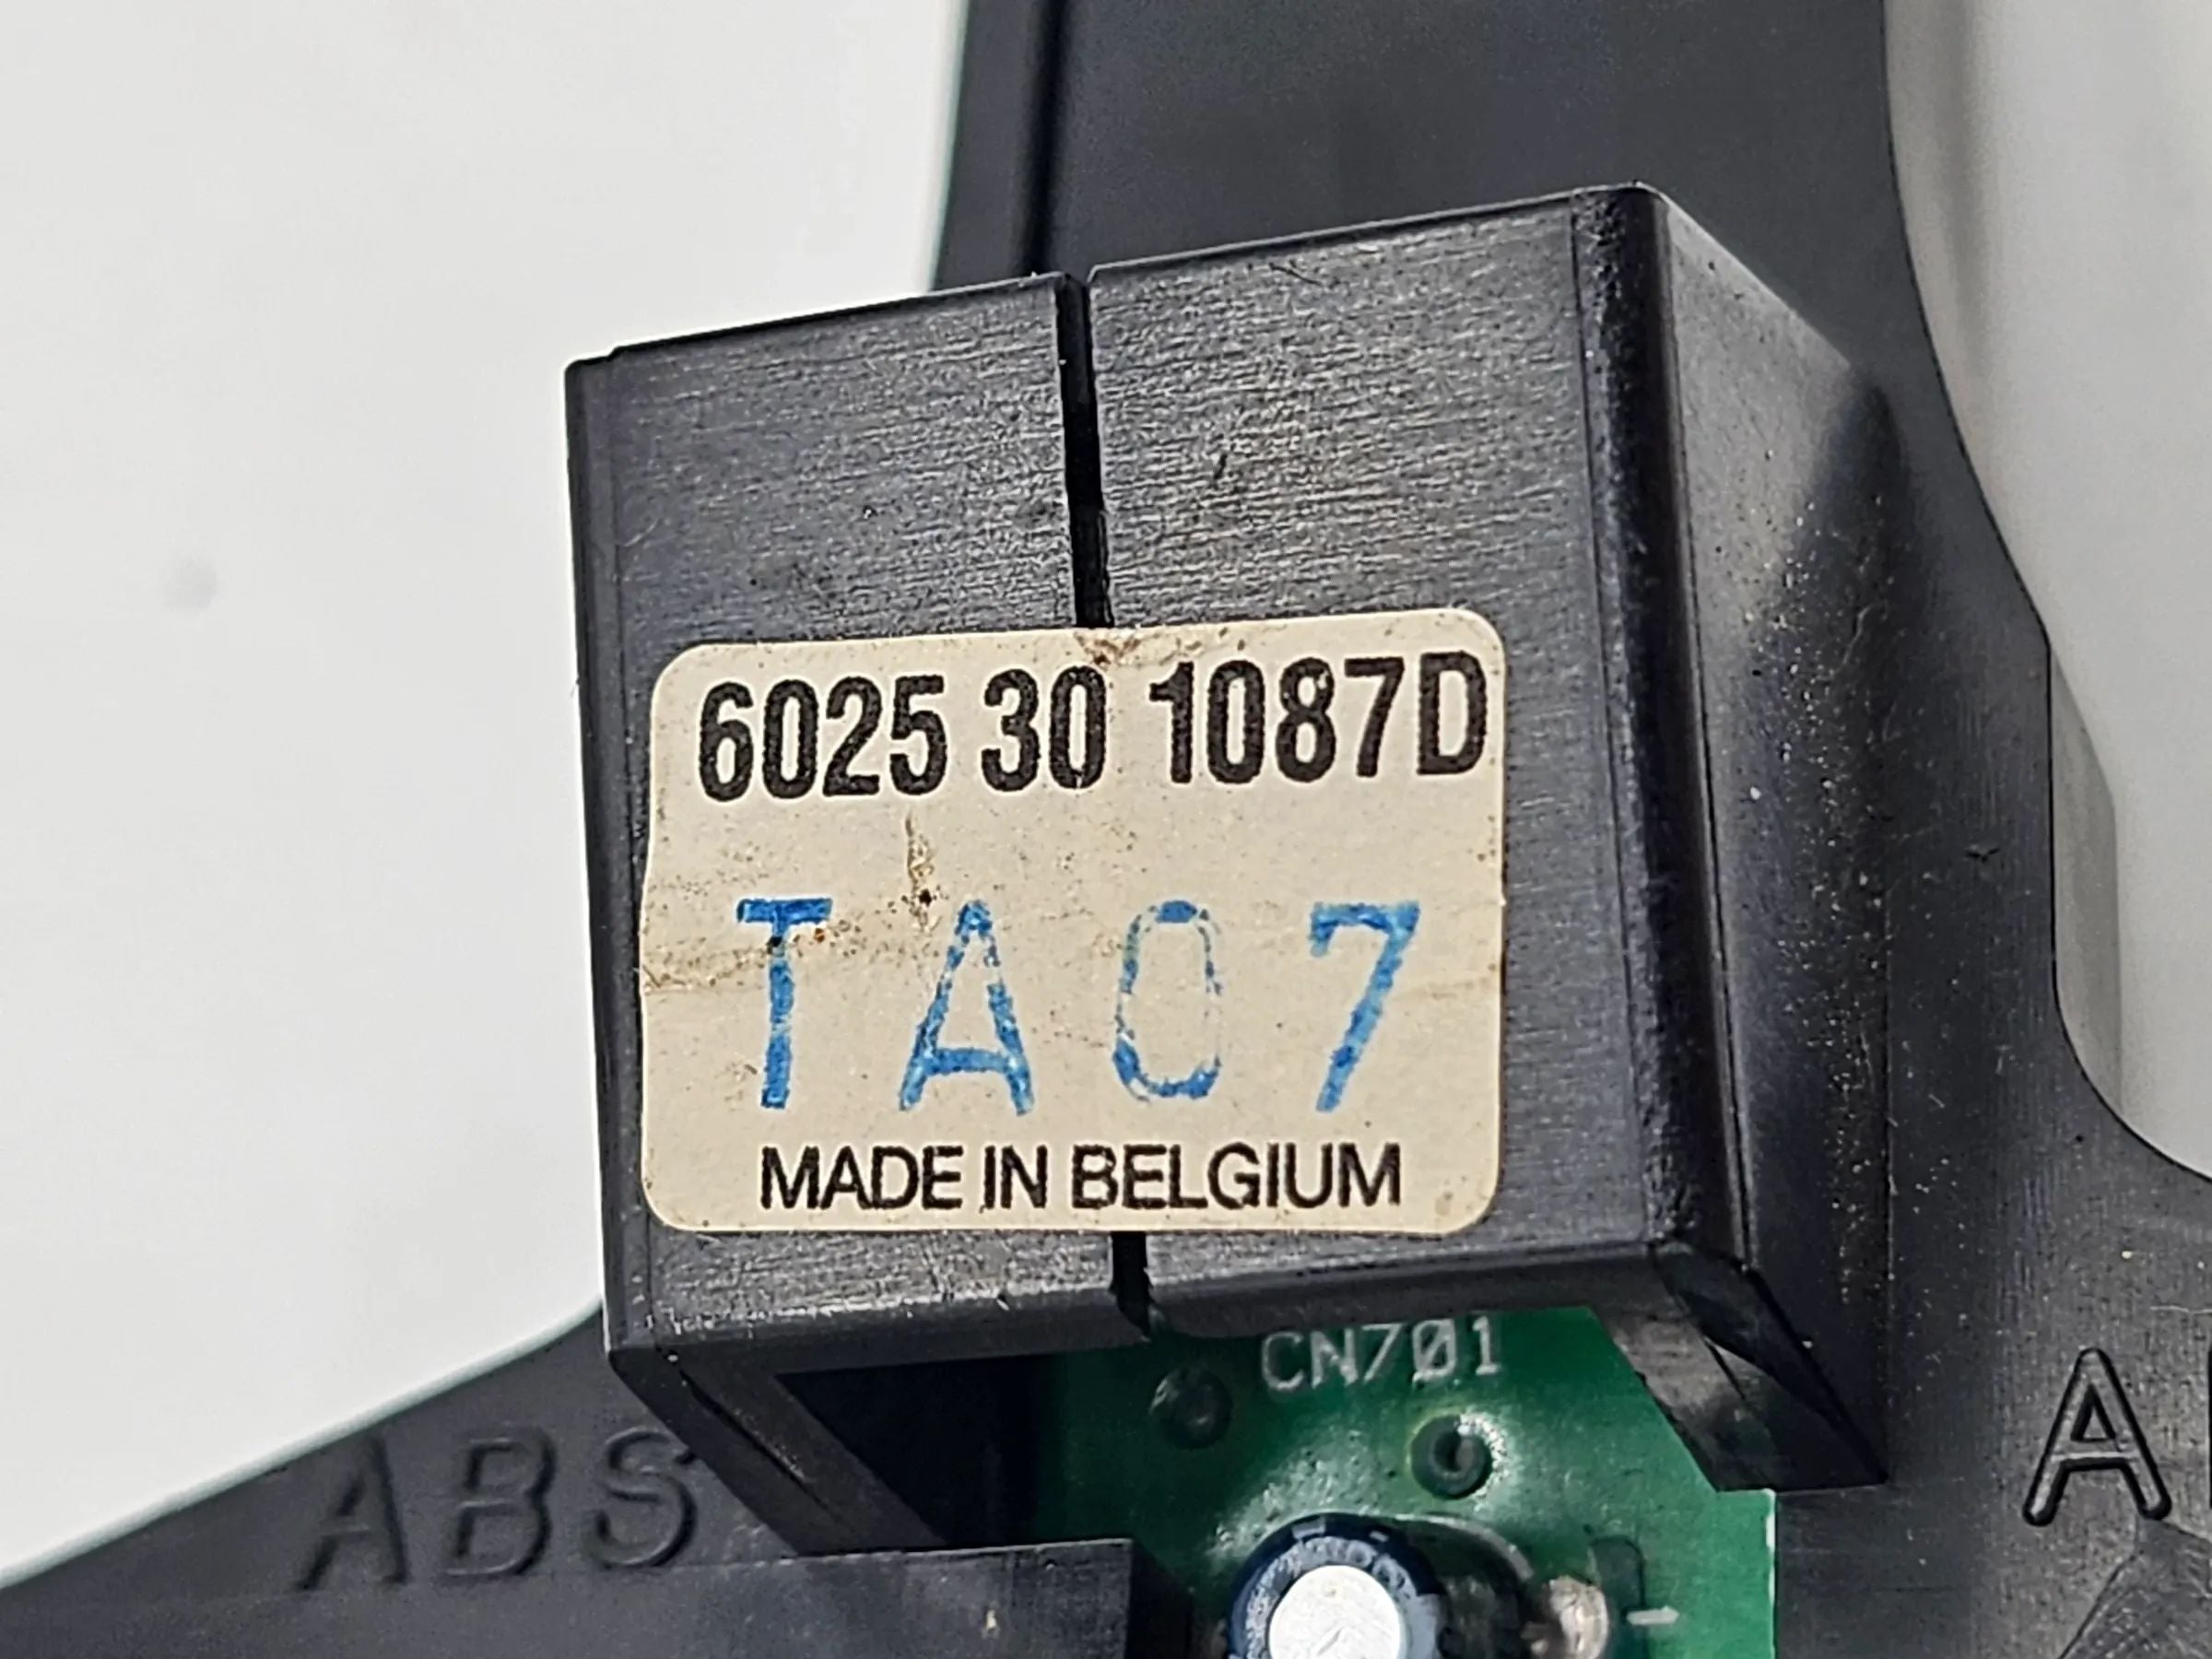 6025 30 1087D
TA07
MADE IN BELGIUM
CN701
ABS
A